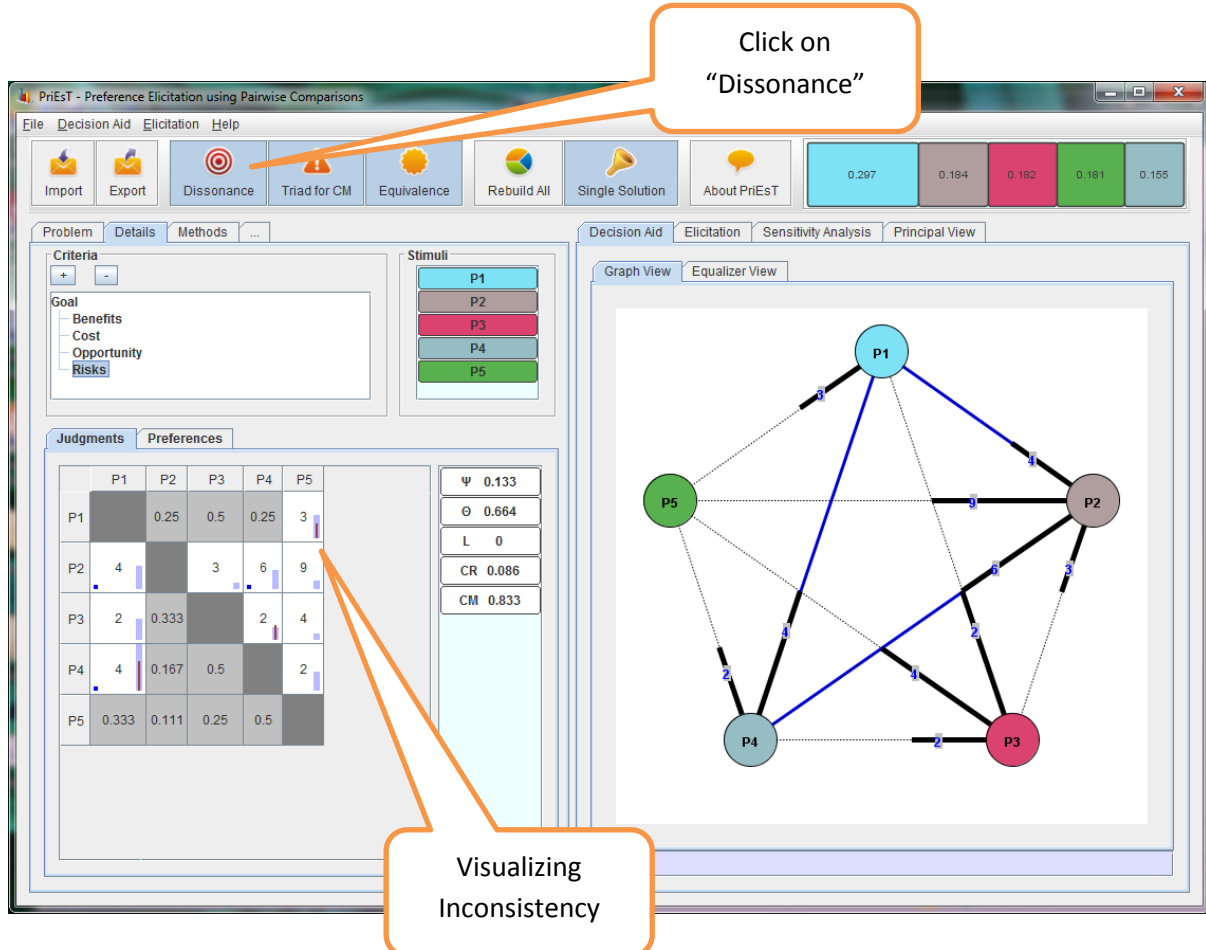 Click on
“Dissonance”
PriEsT - Preference Elicitation using Pairwise Comparisons
File Decision Aid Elicitation Help
Import Export Dissonance Triad for CM Equivalence Rebuild All Single Solution About PriEsT
0.297 0.184 0.182 0.181 0.155
Problem Details Methods ...
Decision Aid Elicitation Sensitivity Analysis Principal View
Criteria
+ -
Goal
Benefits
Cost
Opportunity
Risks
Stimuli
P1
P2
P3
P4
P5
Graph View Equalizer View
Judgments Preferences
P1 P2 P3 P4 P5
P1 0.25 0.5 0.25 3
P2 4 3 6 9
P3 2 0.333 2 4
P4 4 0.167 0.5 2
P5 0.333 0.111 0.25 0.5
Ψ 0.133
Θ 0.664
L 0
CR 0.086
CM 0.833
P1
3
4
P5
9
P2
6
3
4
2
2
4
P4
2
P3
Visualizing
Inconsistency